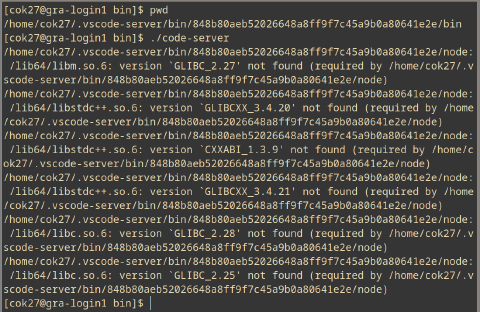 [cok27@gra-login1 bin]$ pwd
/home/cok27/.vscode-server/bin/848b80aeb52026648a8ff9f7c45a9b0a80641e2e/bin
[cok27@gra-login1 bin]$ ./code-server
/home/cok27/.vscode-server/bin/848b80aeb52026648a8ff9f7c45a9b0a80641e2e/node:
 /lib64/libm.so.6: version `GLIBC_2.27' not found (required by /home/cok27/.v
scode-server/bin/848b80aeb52026648a8ff9f7c45a9b0a80641e2e/node)
/home/cok27/.vscode-server/bin/848b80aeb52026648a8ff9f7c45a9b0a80641e2e/node:
 /lib64/libstdc++.so.6: version `GLIBCXX_3.4.20' not found (required by /home
/cok27/.vscode-server/bin/848b80aeb52026648a8ff9f7c45a9b0a80641e2e/node)
/home/cok27/.vscode-server/bin/848b80aeb52026648a8ff9f7c45a9b0a80641e2e/node:
 /lib64/libstdc++.so.6: version `CXXABI_1.3.9' not found (required by /home/c
ok27/.vscode-server/bin/848b80aeb52026648a8ff9f7c45a9b0a80641e2e/node)
/home/cok27/.vscode-server/bin/848b80aeb52026648a8ff9f7c45a9b0a80641e2e/node:
 /lib64/libstdc++.so.6: version `GLIBCXX_3.4.21' not found (required by /home
/cok27/.vscode-server/bin/848b80aeb52026648a8ff9f7c45a9b0a80641e2e/node)
/home/cok27/.vscode-server/bin/848b80aeb52026648a8ff9f7c45a9b0a80641e2e/node:
 /lib64/libc.so.6: version `GLIBC_2.28' not found (required by /home/cok27/.v
scode-server/bin/848b80aeb52026648a8ff9f7c45a9b0a80641e2e/node)
/home/cok27/.vscode-server/bin/848b80aeb52026648a8ff9f7c45a9b0a80641e2e/node:
 /lib64/libc.so.6: version `GLIBC_2.25' not found (required by /home/cok27/.v
scode-server/bin/848b80aeb52026648a8ff9f7c45a9b0a80641e2e/node)
[cok27@gra-login1 bin]$